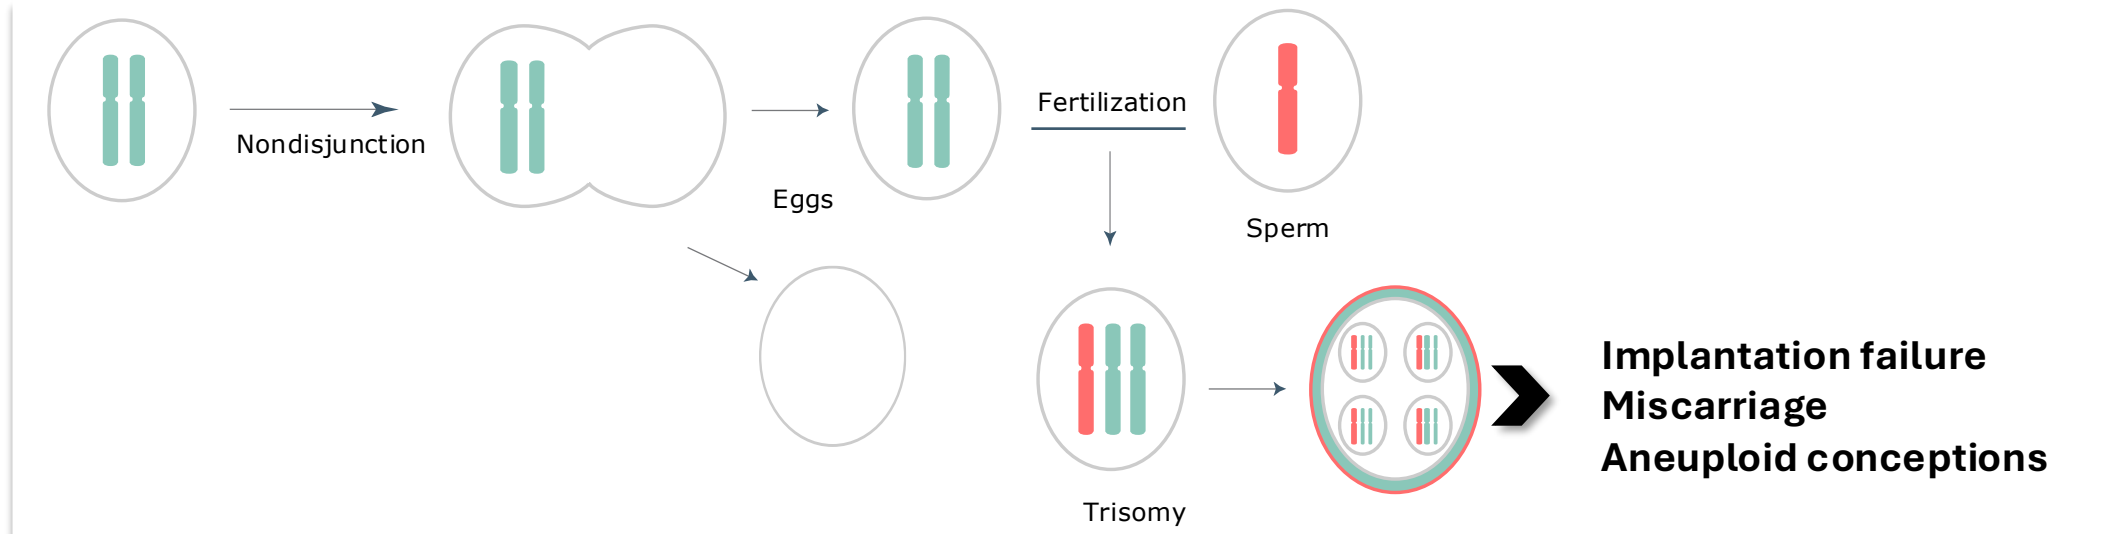 Nondisjunction
Eggs
Fertilization
Sperm
Trisomy
Implantation failure
Miscarriage
Aneuploid conceptions